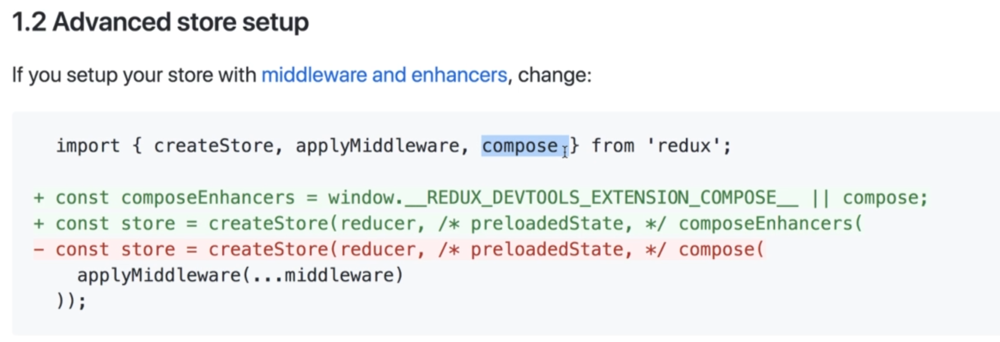 1.2 Advanced store setup
If you setup your store with middleware and enhancers, change:
import { createStore, applyMiddleware, compose } from 'redux';
+ const composeEnhancers = window.__REDUX_DEVTOOLS_EXTENSION_COMPOSE__ || compose;
+ const store = createStore(reducer, /* preloadedState, */ composeEnhancers(
- const store = createStore(reducer, /* preloadedState, */ compose(
applyMiddleware(...middleware)
));